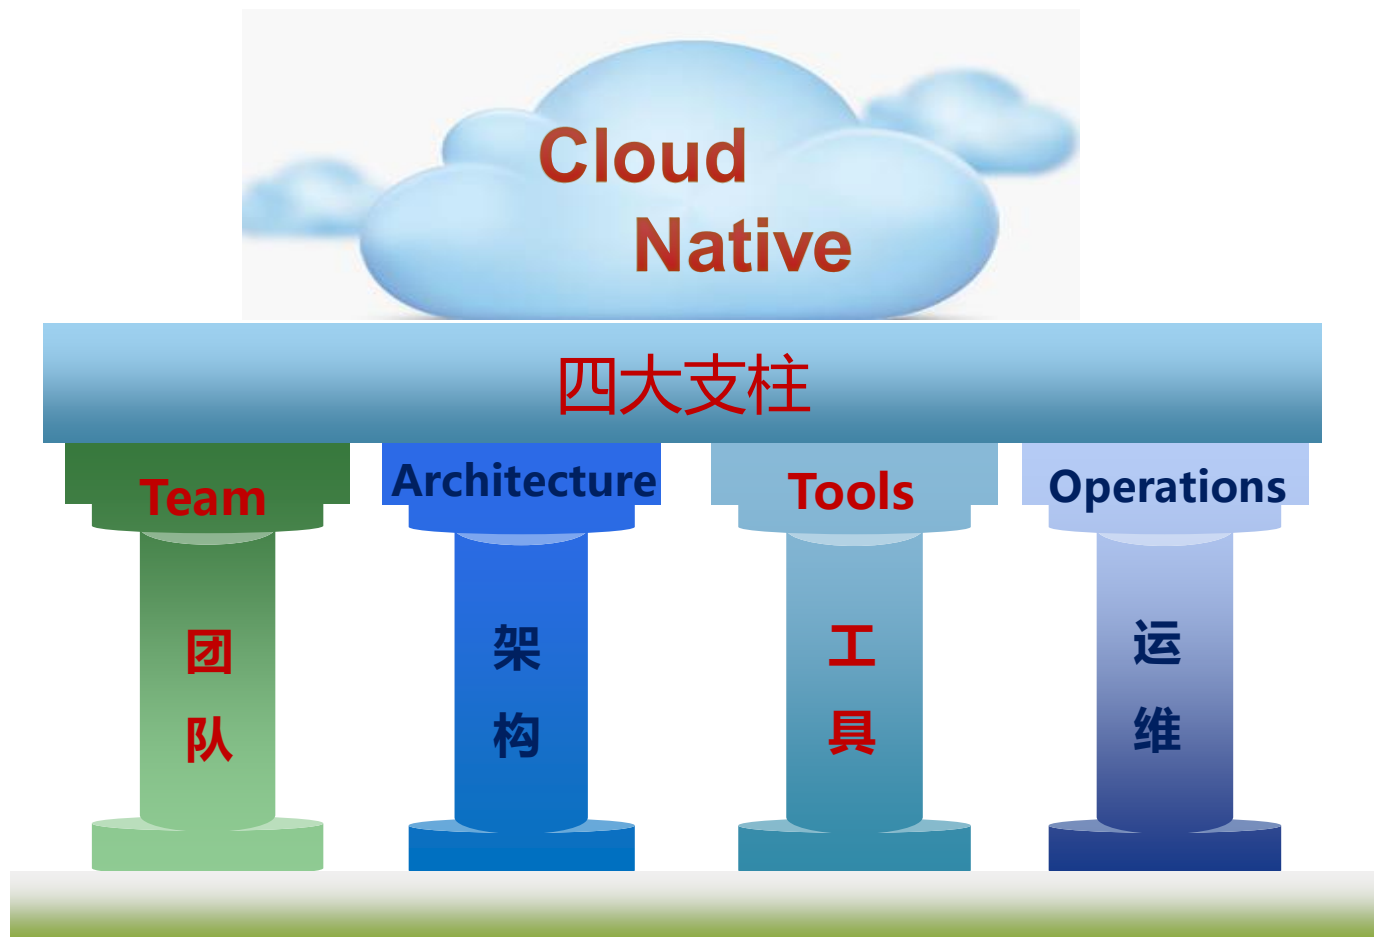 Cloud
Native
四大支柱
Team
Architecture
Tools
Operations
团
队
架
构
工
具
运
维